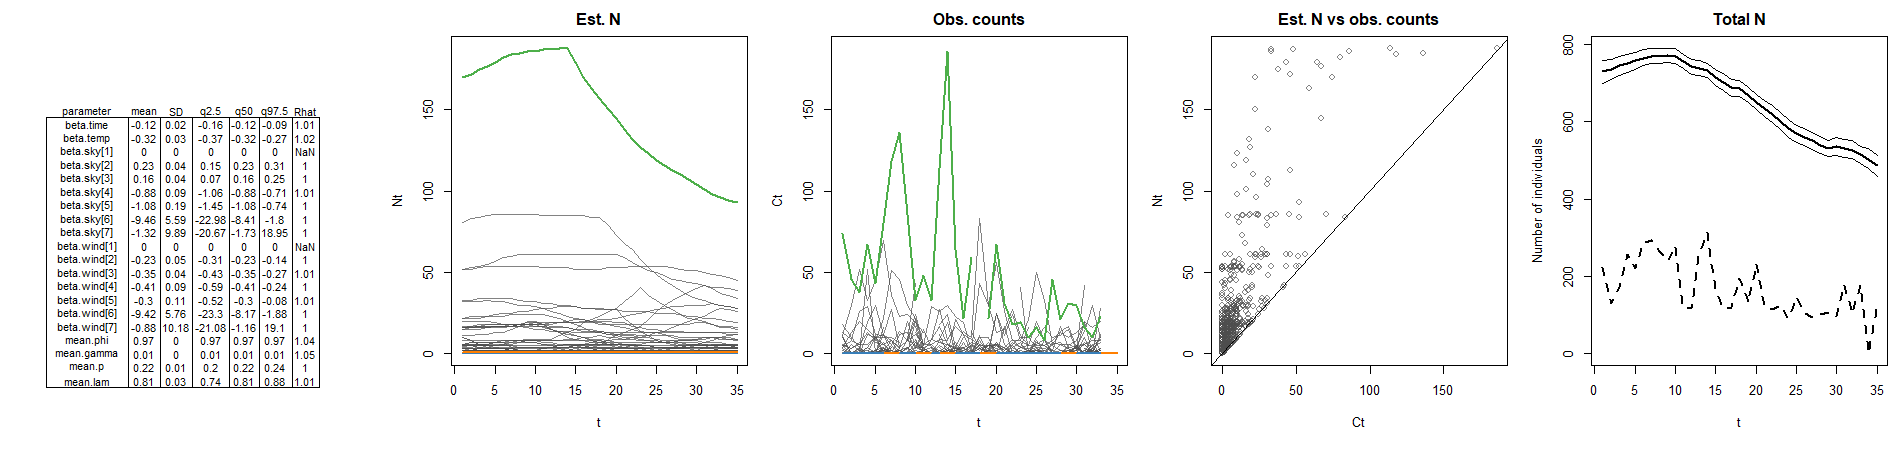 parameter mean SD q2.5 q50 q97.5 Rhat
beta.time -0.12 0.02 -0.16 -0.12 -0.09 1.01
beta.temp -0.32 0.03 -0.37 -0.32 -0.27 1.02
beta.sky[1] 0 0 0 0 0 NaN
beta.sky[2] 0.23 0.04 0.15 0.23 0.31 1
beta.sky[3] 0.16 0.04 0.07 0.16 0.25 1
beta.sky[4] -0.88 0.09 -1.06 -0.88 -0.71 1.01
beta.sky[5] -1.08 0.19 -1.45 -1.08 -0.74 1
beta.sky[6] -9.46 5.59 -22.98 -8.41 -1.8 1
beta.sky[7] -1.32 9.89 -20.67 -1.73 18.95 1
beta.wind[1] 0 0 0 0 0 NaN
beta.wind[2] -0.23 0.05 -0.31 -0.23 -0.14 1
beta.wind[3] -0.35 0.04 -0.43 -0.35 -0.27 1.01
beta.wind[4] -0.41 0.09 -0.59 -0.41 -0.24 1
beta.wind[5] -0.3 0.11 -0.52 -0.3 -0.08 1.01
beta.wind[6] -9.42 5.76 -23.3 -8.17 -1.88 1
beta.wind[7] -0.88 10.18 -21.08 -1.16 19.1 1
mean.phi 0.97 0 0.97 0.97 0.97 1.04
mean.gamma 0.01 0 0.01 0.01 0.01 1.05
mean.p 0.22 0.01 0.2 0.22 0.24 1
mean.lam 0.81 0.03 0.74 0.81 0.88 1.01
Est. N
Nt
150
100
50
0
0 5 10 15 20 25 30 35
t
Obs. counts
Ct
150
100
50
0
0 5 10 15 20 25 30 35
t
Est. N vs obs. counts
Nt
150
100
50
0
0 50 100 150
Ct
Total N
Number of individuals
800
600
400
200
0
0 5 10 15 20 25 30 35
t